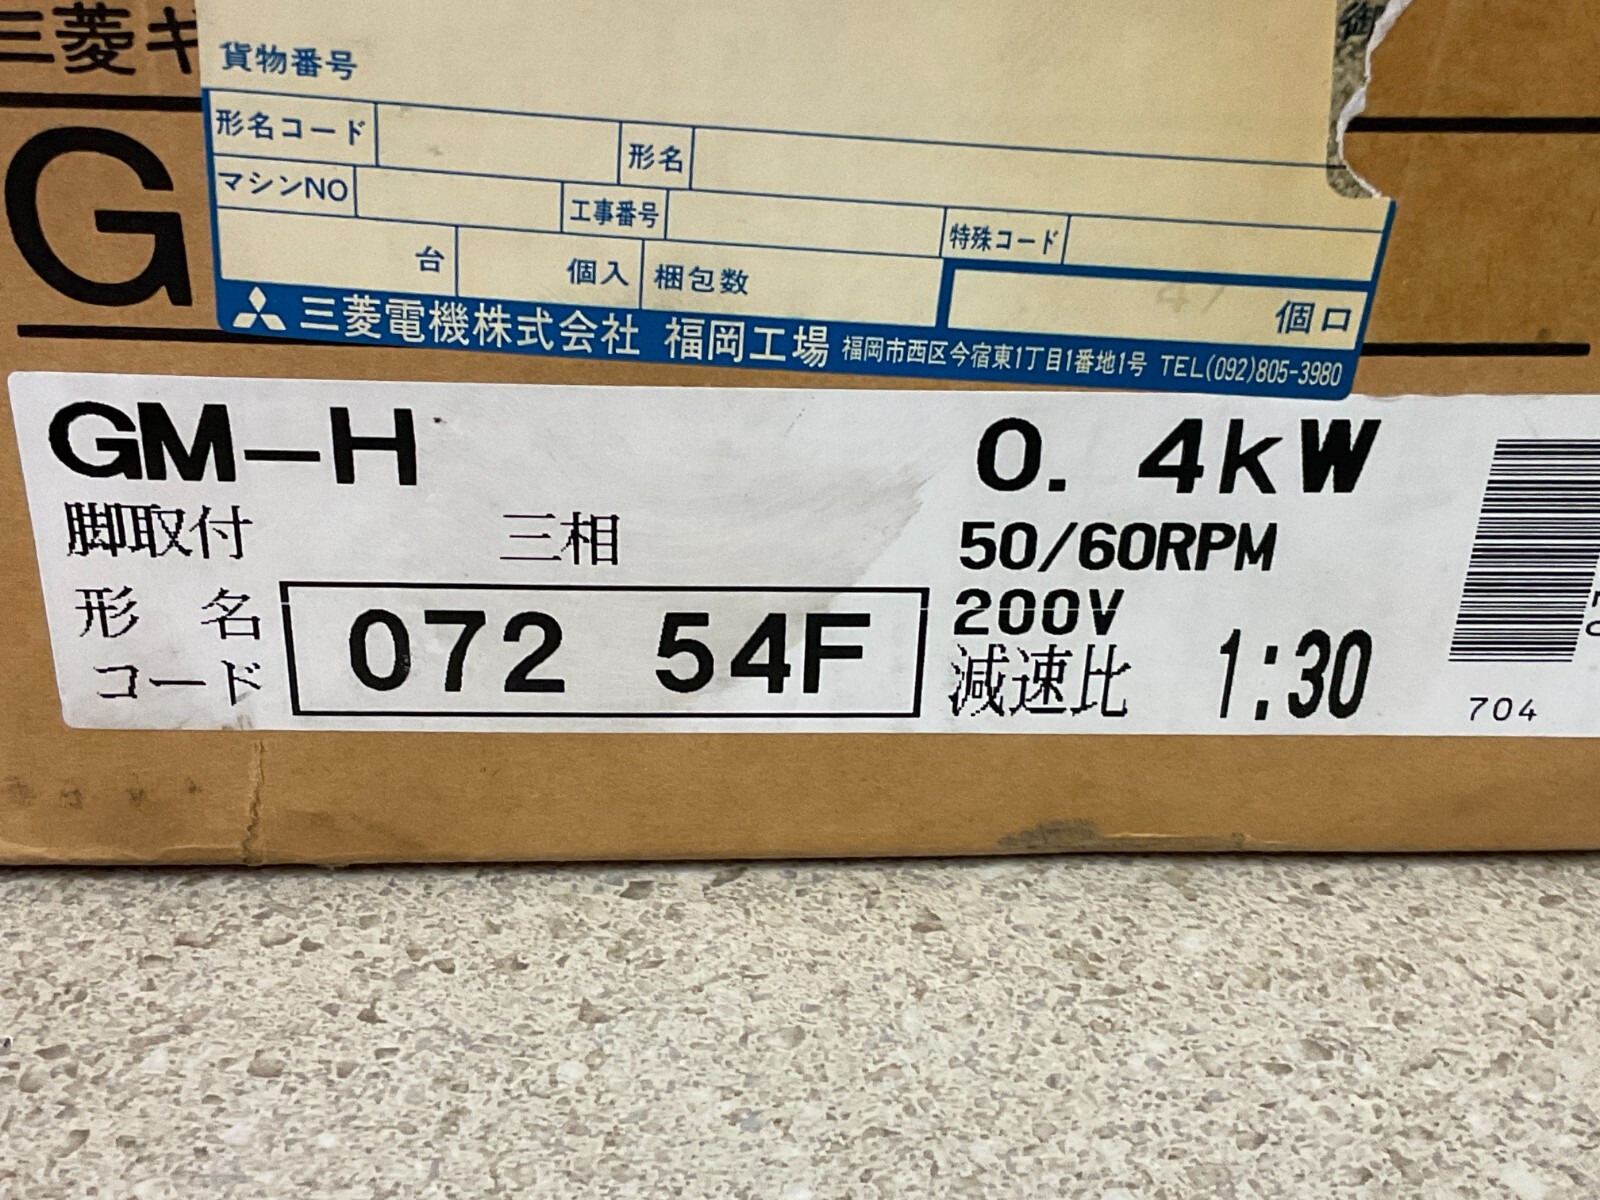 三菱ギ
G
御
貨物番号
形名コード 形名
マシンNO 工事番号 特殊コード
台 個入 梱包数 個口
三菱電機株式会社 福岡工場 福岡市西区今宿東1丁目1番地1号 TEL(092)805-3980
GM-H 0.4kW
脚取付 三相 50/60RPM
200V
形名 072 54F
コード 減速比 1:30
704